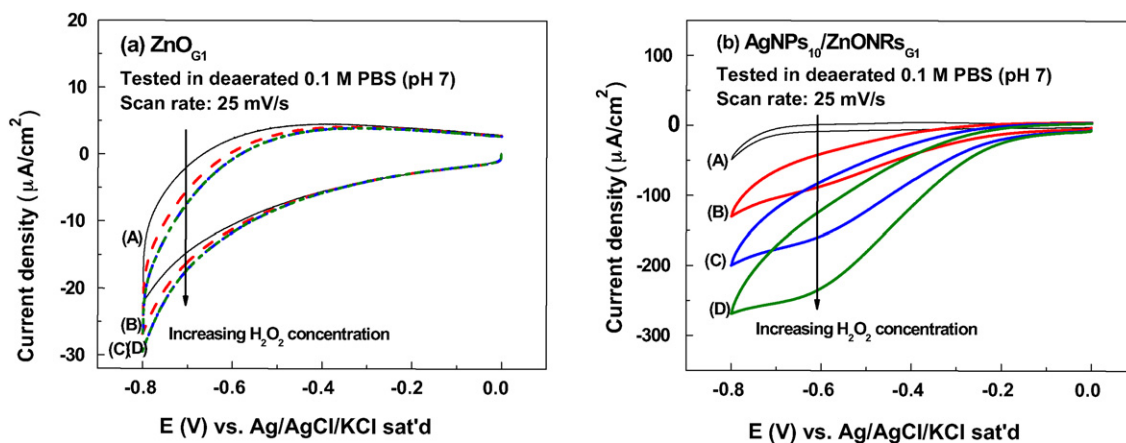 (a) ZnO_G1
Tested in deaerated 0.1 M PBS (pH 7)
Scan rate: 25 mV/s
20
10
0
-10
-20
-30
Current density (μA/cm²)
(A)
(B)
(C)(D)
Increasing H₂O₂ concentration
-0.8
-0.6
-0.4
-0.2
0.0
E (V) vs. Ag/AgCl/KCl sat'd
(b) AgNPs₁₀/ZnONRs_G1
Tested in deaerated 0.1 M PBS (pH 7)
Scan rate: 25 mV/s
100
0
-100
-200
-300
Current density (μA/cm²)
(A)
(B)
(C)
(D)
Increasing H₂O₂ concentration
-0.8
-0.6
-0.4
-0.2
0.0
E (V) vs. Ag/AgCl/KCl sat'd